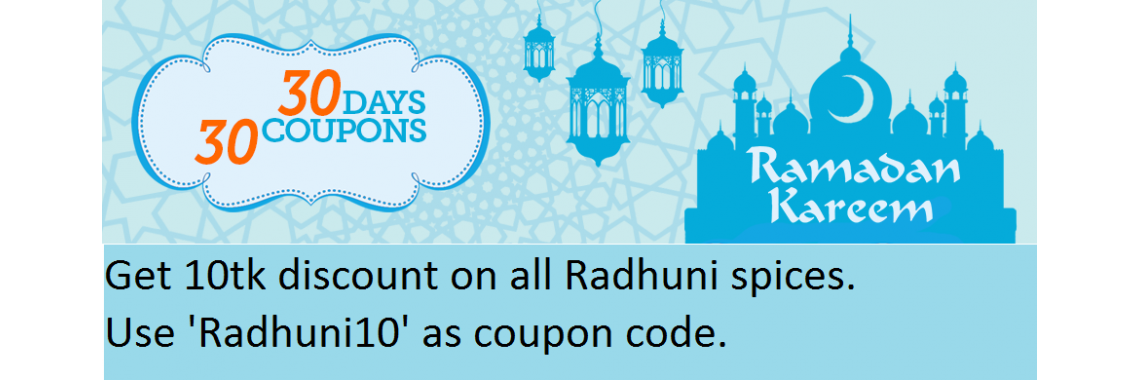 30 DAYS
30 COUPONS
Ramadan
Kareem
Get 10tk discount on all Radhuni spices.
Use 'Radhuni10' as coupon code.